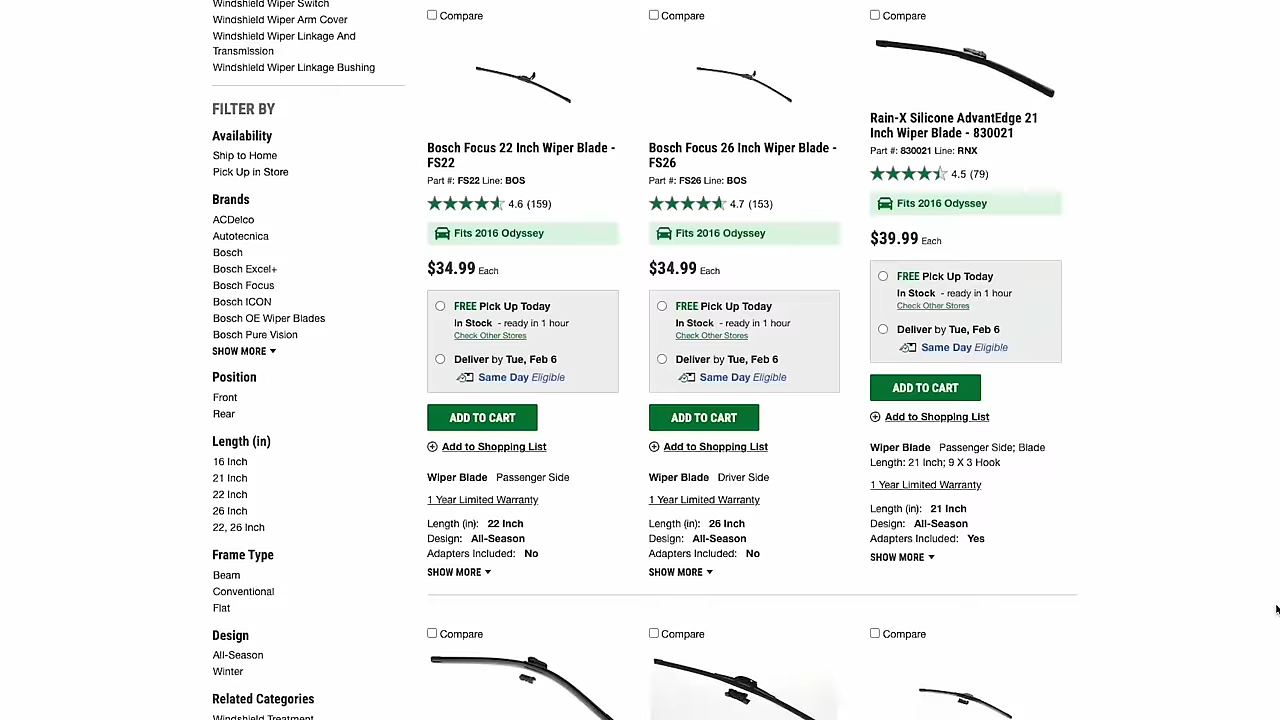 Windshield Wiper Switch
Windshield Wiper Arm Cover
Windshield Wiper Linkage And
Transmission
Windshield Wiper Linkage Bushing
FILTER BY
Availability
Ship to Home
Pick Up in Store
Brands
ACDelco
Autotecnica
Bosch
Bosch Excel+
Bosch Focus
Bosch ICON
Bosch OE Wiper Blades
Bosch Pure Vision
SHOW MORE
Position
Front
Rear
Length (in)
16 Inch
21 Inch
22 Inch
26 Inch
22, 26 Inch
Frame Type
Beam
Conventional
Flat
Design
All-Season
Winter
Related Categories
Windshield Treatment
Compare
Bosch Focus 22 Inch Wiper Blade -
FS22
Part #: FS22 Line: BOS
4.6 (159)
Fits 2016 Odyssey
$34.99 Each
FREE Pick Up Today
In Stock - ready in 1 hour
Check Other Stores
Deliver by Tue, Feb 6
Same Day Eligible
ADD TO CART
Add to Shopping List
Wiper Blade Passenger Side
1 Year Limited Warranty
Length (in): 22 Inch
Design: All-Season
Adapters Included: No
SHOW MORE
Compare
Bosch Focus 26 Inch Wiper Blade -
FS26
Part #: FS26 Line: BOS
4.7 (153)
Fits 2016 Odyssey
$34.99 Each
FREE Pick Up Today
In Stock - ready in 1 hour
Check Other Stores
Deliver by Tue, Feb 6
Same Day Eligible
ADD TO CART
Add to Shopping List
Wiper Blade Driver Side
1 Year Limited Warranty
Length (in): 26 Inch
Design: All-Season
Adapters Included: No
SHOW MORE
Compare
Rain-X Silicone AdvantEdge 21
Inch Wiper Blade - 830021
Part #: 830021 Line: RNX
4.5 (79)
Fits 2016 Odyssey
$39.99 Each
FREE Pick Up Today
In Stock - ready in 1 hour
Check Other Stores
Deliver by Tue, Feb 6
Same Day Eligible
ADD TO CART
Add to Shopping List
Wiper Blade Passenger Side; Blade
Length: 21 Inch; 9 X 3 Hook
1 Year Limited Warranty
Length (in): 21 Inch
Design: All-Season
Adapters Included: Yes
SHOW MORE
Compare
Compare
Compare